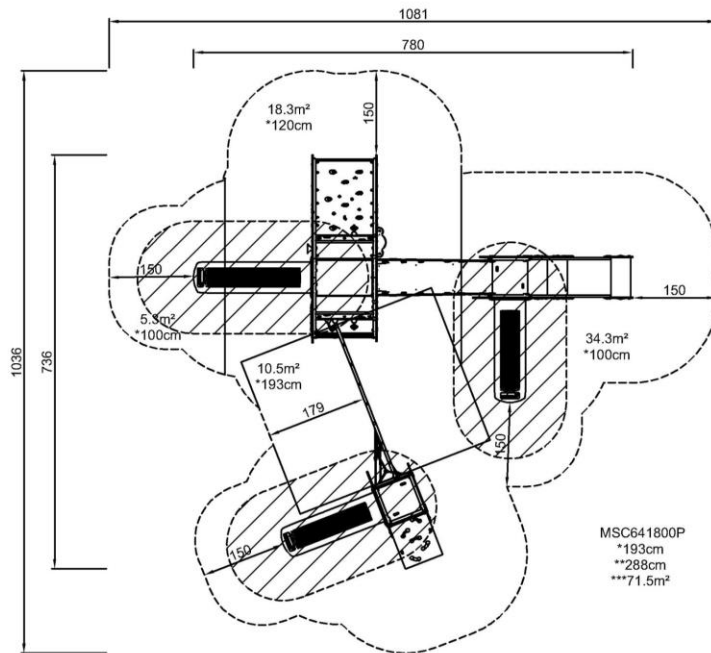 1081
780
18.3m²
*120cm
150
150
5.3m²
*100cm
150
34.3m²
*100cm
1036
736
10.5m²
*193cm
179
150
150
MSC641800P
*193cm
**288cm
***71.5m²